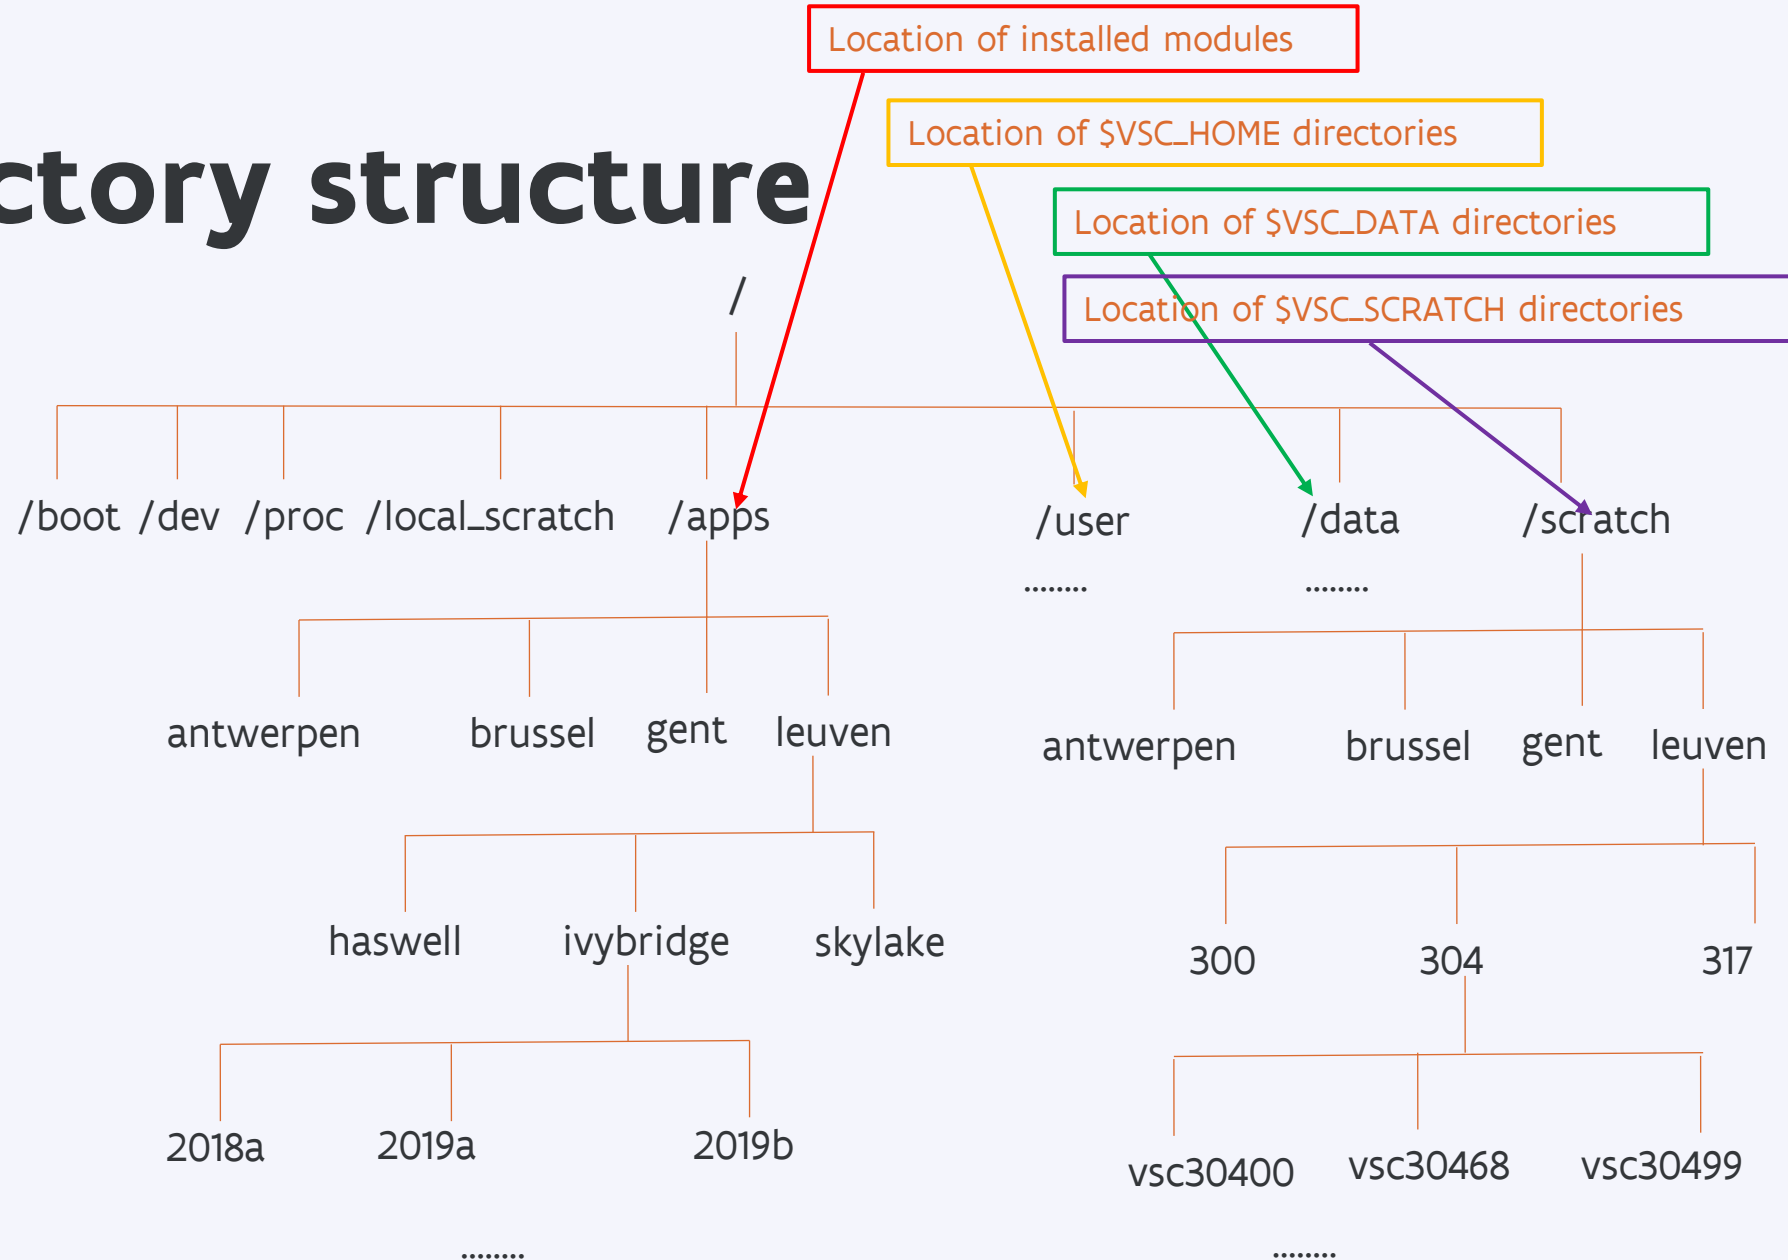 Location of installed modules
Location of $VSC_HOME directories
ctory structure
Location of $VSC_DATA directories
/
Location of $VSC_SCRATCH directories
/boot /dev /proc /local_scratch /apps /user /data /scratch
........ ........
antwerpen brussel gent leuven antwerpen brussel gent leuven
haswell ivybridge skylake 300 304 317
2018a 2019a 2019b vsc30400 vsc30468 vsc30499
........ ........